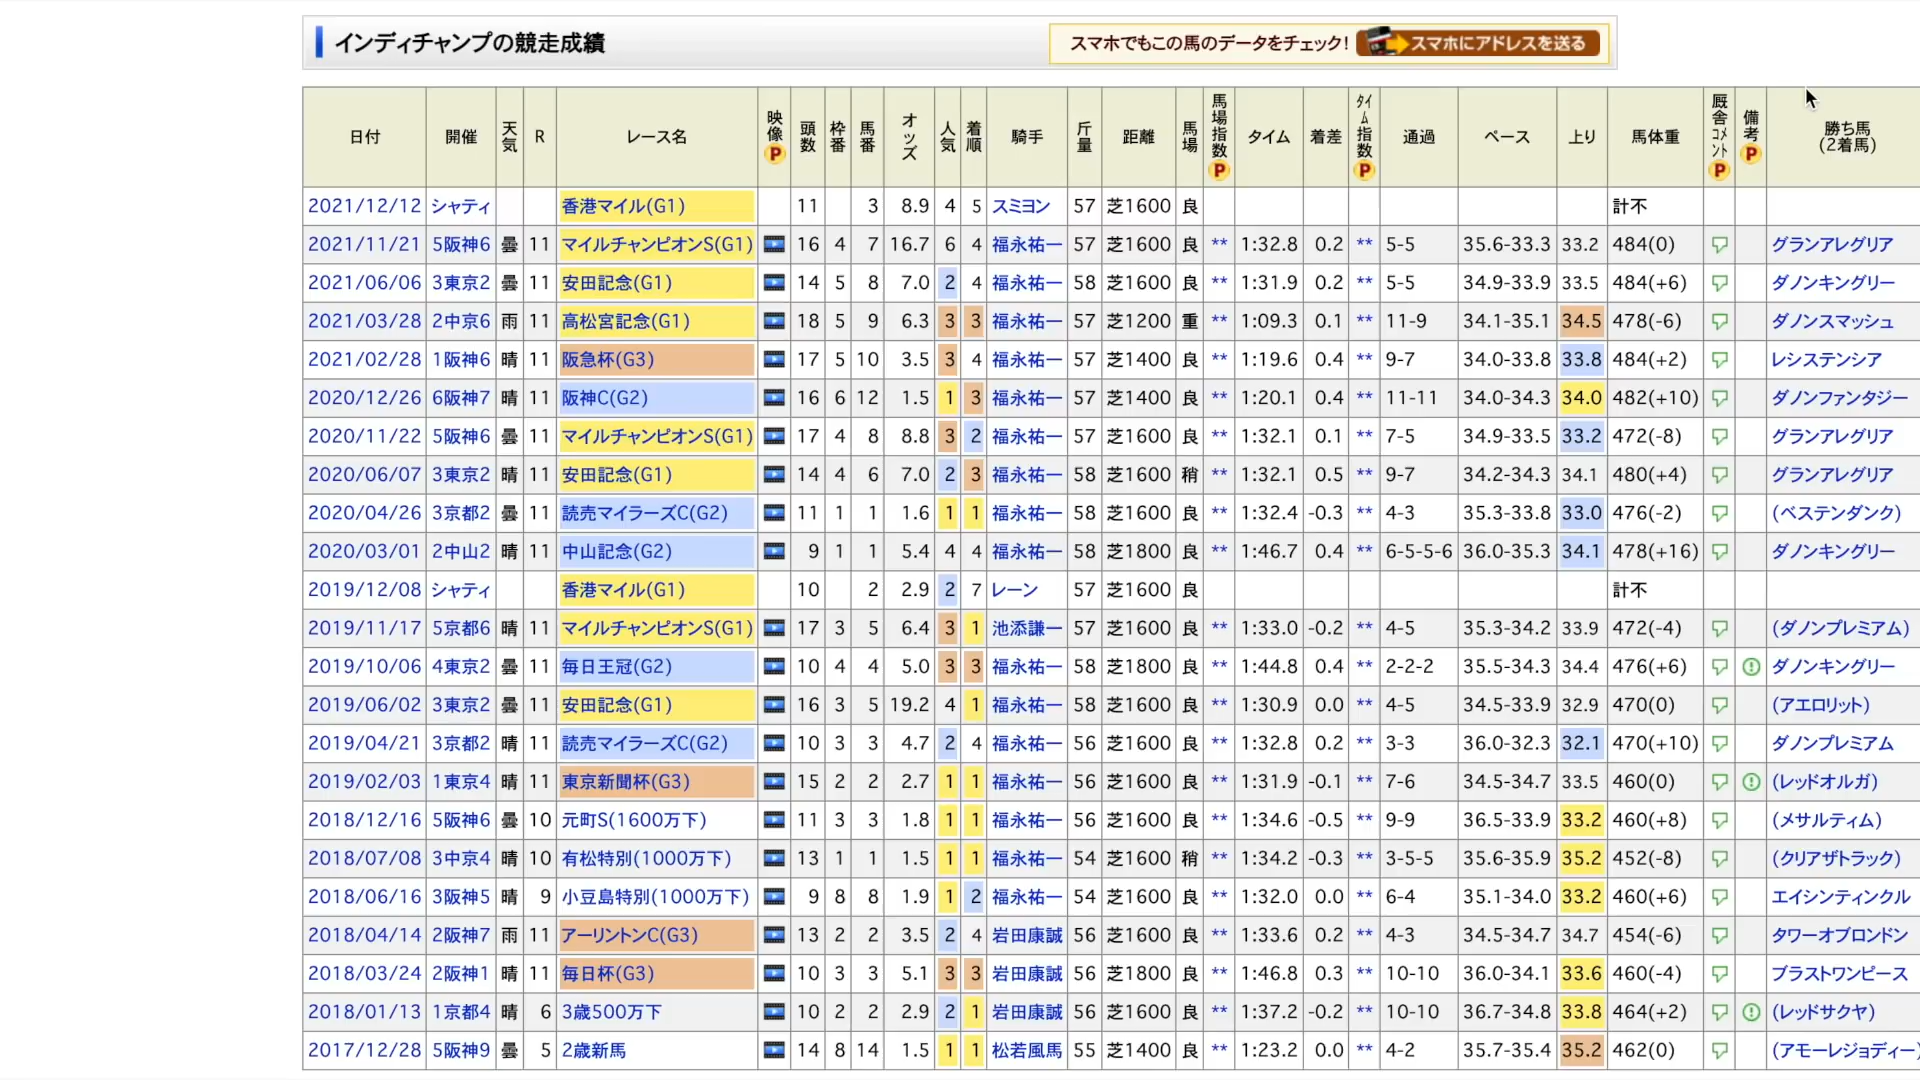 インディチャンプの競走成績
スマホでもこの馬のデータをチェック! スマホにアドレスを送る
日付 開催 天気 R レース名 映像 P 頭数 枠番 馬番 オッズ 人気 着順 騎手 斤量 距離 馬場 馬場指数 P タイム 着差 タイム指数 P 通過 ペース 上り 馬体重 厩舎コメント P 備考 P 勝ち馬(2着馬)
2021/12/12 シャティ 香港マイル(G1) 11 3 8.9 4 5 スミヨン 57 芝1600 良 計不
2021/11/21 5阪神6 曇 11 マイルチャンピオンS(G1) 16 4 7 16.7 6 4 福永祐一 57 芝1600 良 ** 1:32.8 0.2 ** 5-5 35.6-33.3 33.2 484(0) グランアレグリア
2021/06/06 3東京2 曇 11 安田記念(G1) 14 5 8 7.0 2 4 福永祐一 58 芝1600 良 ** 1:31.9 0.2 ** 5-5 34.9-33.9 33.5 484(+6) ダノンキングリー
2021/03/28 2中京6 雨 11 高松宮記念(G1) 18 5 9 6.3 3 3 福永祐一 57 芝1200 重 ** 1:09.3 0.1 ** 11-9 34.1-35.1 34.5 478(-6) ダノンスマッシュ
2021/02/28 1阪神6 晴 11 阪急杯(G3) 17 5 10 3.5 3 4 福永祐一 57 芝1400 良 ** 1:19.6 0.4 ** 9-7 34.0-33.8 33.8 484(+2) レシステンシア
2020/12/26 6阪神7 晴 11 阪神C(G2) 16 6 12 1.5 1 3 福永祐一 57 芝1400 良 ** 1:20.1 0.4 ** 11-11 34.0-34.3 34.0 482(+10) ダノンファンタジー
2020/11/22 5阪神6 曇 11 マイルチャンピオンS(G1) 17 4 8 8.8 3 2 福永祐一 57 芝1600 良 ** 1:32.1 0.1 ** 7-5 34.9-33.5 33.2 472(-8) グランアレグリア
2020/06/07 3東京2 晴 11 安田記念(G1) 14 4 6 7.0 2 3 福永祐一 58 芝1600 稍 ** 1:32.1 0.5 ** 9-7 34.2-34.3 34.1 480(+4) グランアレグリア
2020/04/26 3京都2 曇 11 読売マイラーズC(G2) 11 1 1 1.6 1 1 福永祐一 58 芝1600 良 ** 1:32.4 -0.3 ** 4-3 35.3-33.8 33.0 476(-2) (ベステンダンク)
2020/03/01 2中山2 晴 11 中山記念(G2) 9 1 1 5.4 4 4 福永祐一 58 芝1800 良 ** 1:46.7 0.4 ** 6-5-5-6 36.0-35.3 34.1 478(+16) ダノンキングリー
2019/12/08 シャティ 香港マイル(G1) 10 2 2.9 2 7 レーン 57 芝1600 良 計不
2019/11/17 5京都6 晴 11 マイルチャンピオンS(G1) 17 3 5 6.4 3 1 池添謙一 57 芝1600 良 ** 1:33.0 -0.2 ** 4-5 35.3-34.2 33.9 472(-4) (ダノンプレミアム)
2019/10/06 4東京2 曇 11 毎日王冠(G2) 10 4 4 5.0 3 3 福永祐一 58 芝1800 良 ** 1:44.8 0.4 ** 2-2-2 35.5-34.3 34.4 476(+6) ダノンキングリー
2019/06/02 3東京2 曇 11 安田記念(G1) 16 3 5 19.2 4 1 福永祐一 58 芝1600 良 ** 1:30.9 0.0 ** 4-5 34.5-33.9 32.9 470(0) (アエロリット)
2019/04/21 3京都2 晴 11 読売マイラーズC(G2) 10 3 3 4.7 2 4 福永祐一 56 芝1600 良 ** 1:32.8 0.2 ** 3-3 36.0-32.3 32.1 470(+10) ダノンプレミアム
2019/02/03 1東京4 晴 11 東京新聞杯(G3) 15 2 2 2.7 1 1 福永祐一 56 芝1600 良 ** 1:31.9 -0.1 ** 7-6 34.5-34.7 33.5 460(0) (レッドオルガ)
2018/12/16 5阪神6 曇 10 元町S(1600万下) 11 3 3 1.8 1 1 福永祐一 56 芝1600 良 ** 1:34.6 -0.5 ** 9-9 36.5-33.9 33.2 460(+8) (メサルティム)
2018/07/08 3中京4 晴 10 有松特別(1000万下) 13 1 1 1.5 1 1 福永祐一 54 芝1600 稍 ** 1:34.2 -0.3 ** 3-5-5 35.6-35.9 35.2 452(-8) (クリアザトラック)
2018/06/16 3阪神5 晴 9 小豆島特別(1000万下) 9 8 8 1.9 1 2 福永祐一 54 芝1600 良 ** 1:32.0 0.0 ** 6-4 35.1-34.0 33.2 460(+6) エイシンティンクル
2018/04/14 2阪神7 雨 11 アーリントンC(G3) 13 2 2 3.5 2 4 岩田康誠 56 芝1600 良 ** 1:33.6 0.2 ** 4-3 34.5-34.7 34.7 454(-6) タワーオブロンドン
2018/03/24 2阪神1 晴 11 毎日杯(G3) 10 3 3 5.1 3 3 岩田康誠 56 芝1800 良 ** 1:46.8 0.3 ** 10-10 36.0-34.1 33.6 460(-4) ブラストワンピース
2018/01/13 1京都4 晴 6 3歳500万下 10 2 2 2.9 2 1 岩田康誠 56 芝1600 良 ** 1:37.2 -0.2 ** 10-10 36.7-34.8 33.8 464(+2) (レッドサクヤ)
2017/12/28 5阪神9 曇 5 2歳新馬 14 8 14 1.5 1 1 松若風馬 55 芝1400 良 ** 1:23.2 0.0 ** 4-2 35.7-35.4 35.2 462(0) (アモーレジョディー)